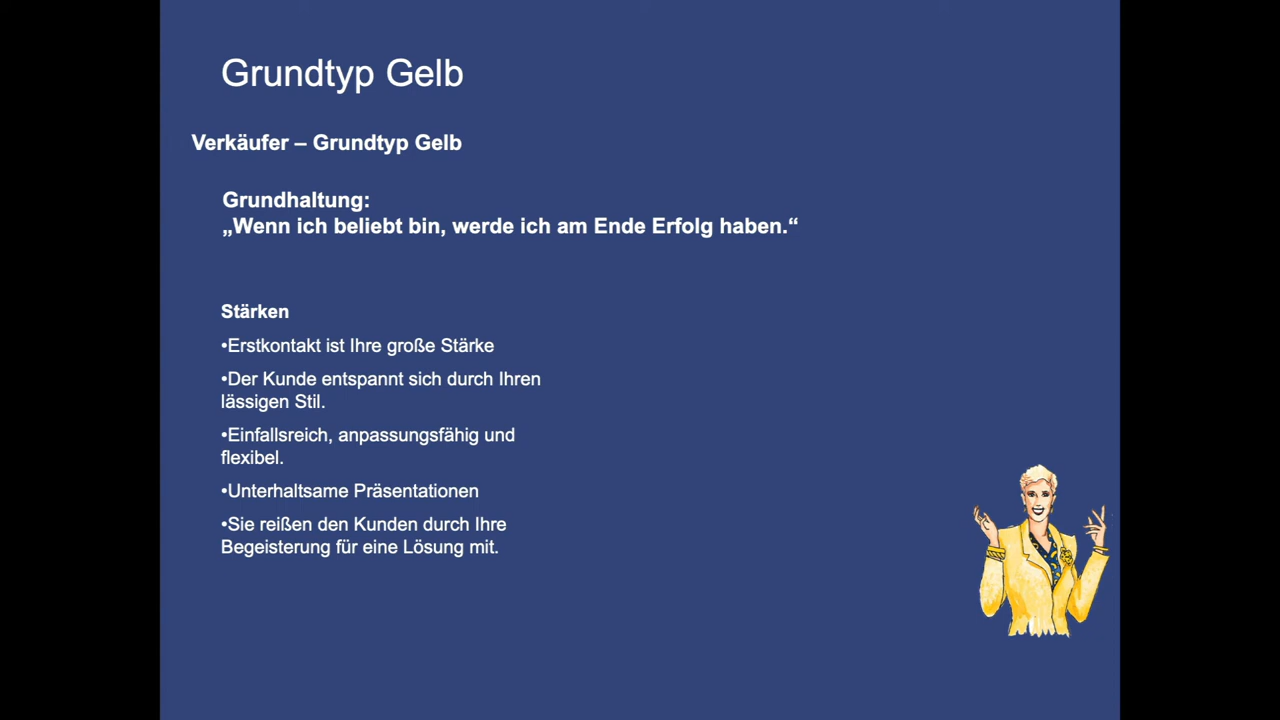 Grundtyp Gelb
Verkäufer – Grundtyp Gelb
Grundhaltung:
„Wenn ich beliebt bin, werde ich am Ende Erfolg haben.“
Stärken
•Erstkontakt ist Ihre große Stärke
•Der Kunde entspannt sich durch Ihren
lässigen Stil.
•Einfallsreich, anpassungsfähig und
flexibel.
•Unterhaltsame Präsentationen
•Sie reißen den Kunden durch Ihre
Begeisterung für eine Lösung mit.